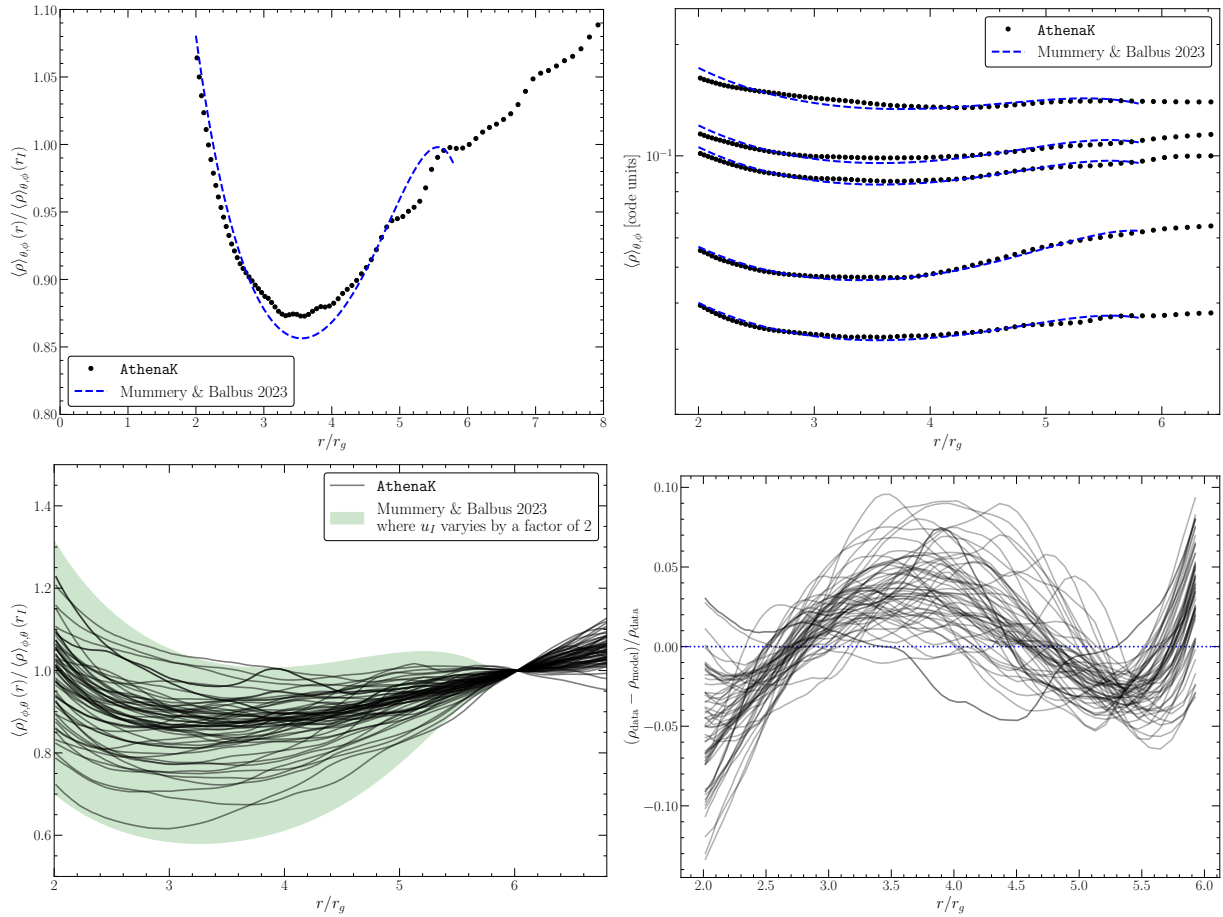 1.10
1.05
1.00
0.95
0.90
0.85
0.80
⟨ρ⟩θ,ϕ (r)/ ⟨ρ⟩θ,ϕ (rI)
AthenaK
Mummery & Balbus 2023
0 1 2 3 4 5 6 7 8
r/rg
10⁻¹
⟨ρ⟩θ,ϕ [code units]
AthenaK
Mummery & Balbus 2023
2 3 4 5 6
r/rg
1.4
1.2
1.0
0.8
0.6
⟨ρ⟩ϕ,θ (r)/ ⟨ρ⟩ϕ,θ (rI)
AthenaK
Mummery & Balbus 2023
where uI varies by a factor of 2
2 3 4 5 6
r/rg
0.10
0.05
0.00
−0.05
−0.10
(ρdata − ρmodel)/ρdata
2.0 2.5 3.0 3.5 4.0 4.5 5.0 5.5 6.0
r/rg